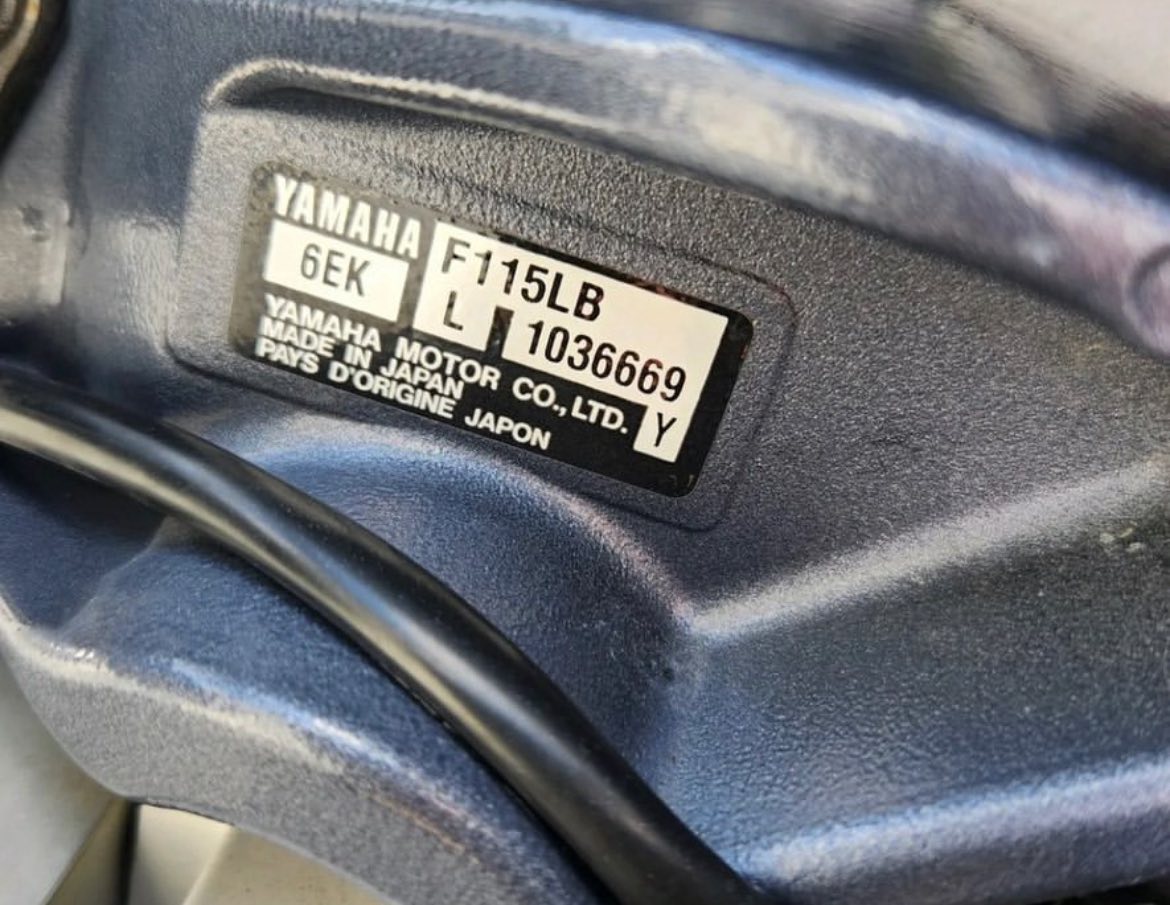 YAMAHA
F115LB
6EK
L 1036669
YAMAHA MOTOR CO., LTD.
MADE IN JAPAN
PAYS D'ORIGINE JAPON
Y